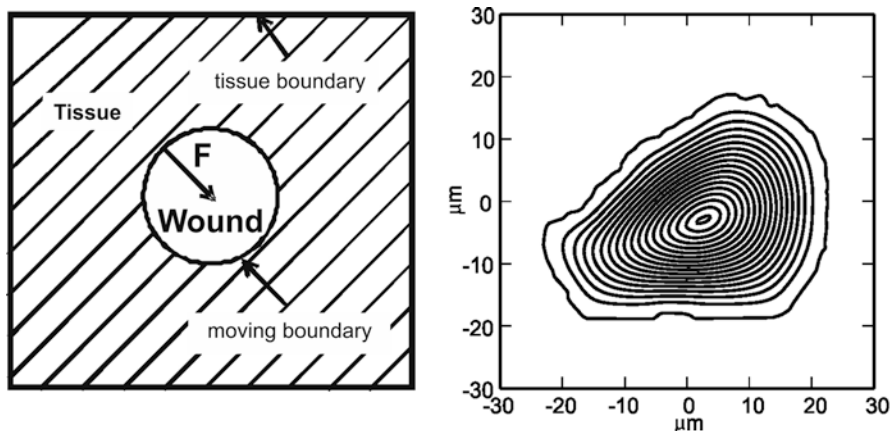 tissue boundary
Tissue
F
Wound
moving boundary
30
20
10
0
-10
-20
-30
μm
-30 -20 -10 0 10 20 30
μm